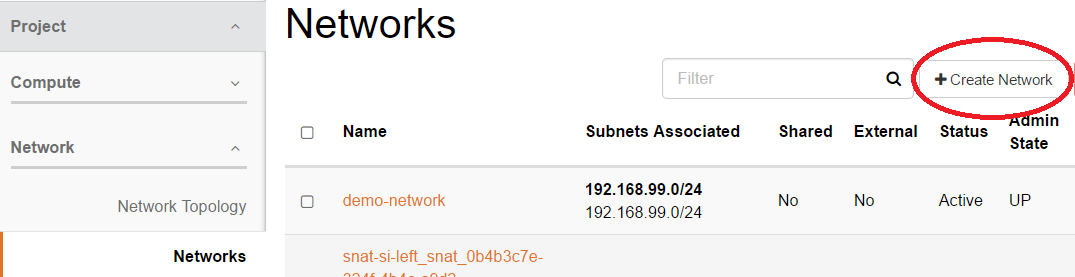 Project
Compute
Network
Network Topology
Networks
Networks
Filter
Create Network
Name
Subnets Associated
Shared
External
Status
Admin State
demo-network
192.168.99.0/24
192.168.99.0/24
No
No
Active
UP
snat-si-left_snat_0b4b3c7e-